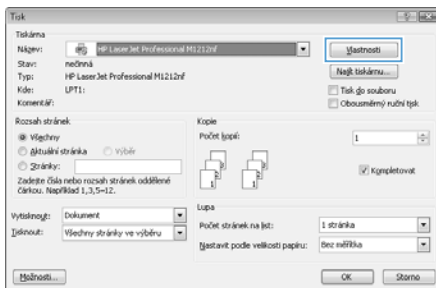 Tisk
Tiskárna
Název: HP LaserJet Professional M1212nf
Vlastnosti
Stav: nečinná
Najít tiskárnu...
Typ: HP LaserJet Professional M1212nf
Kde: LPT1:
Tisk do souboru
Komentář:
Obousměrný ruční tisk
Rozsah stránek
Všechny
Aktuální stránka
Výběr
Stránky:
Zadejte čísla nebo rozsah stránek oddělené
čárkou. Například 1,3,5–12.
Kopie
Počet kopií: 1
Kompletovat
Vytisknout: Dokument
Tisknout: Všechny stránky ve výběru
Lupa
Počet stránek na list: 1 stránka
Nastavit podle velikosti papíru: Bez měřítka
Možnosti...
OK
Storno